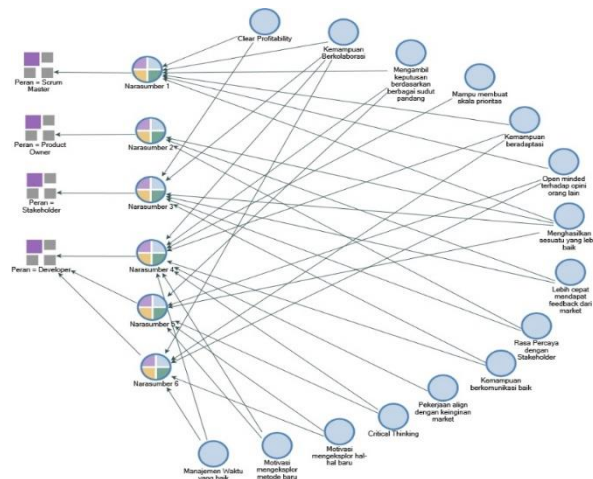 Clear Profitability
Kemampuan
Berkolaborasi
Mengambil
keputusan
berdasarkan
berbagai sudut
pandang
Mampu membuat
skala prioritas
Kemampuan
beradaptasi
Open minded
terhadap opini
orang lain
Menghasilkan
sesuatu yang leb
baik
Lebih cepat
mendapat
feedback dari
market
Rasa Percaya
dengan
Stakeholder
Kemampuan
berkomunikasi baik
Pekerjaan align
dengan keinginan
market
Critical Thinking
Motivasi
mengeksplor hal-
hal baru
Motivasi
mengeksplor
metode baru
Manajemen Waktu
yang baik
Peran = Scrum
Master
Narasumber 1
Peran = Product
Owner
Narasumber 2
Peran =
Stakeholder
Narasumber 3
Peran = Developer
Narasumber 4
Narasumber 5
Narasumber 6